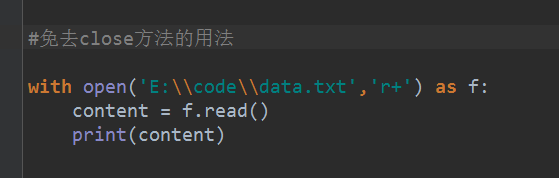 #免去close方法的用法
with open('E:\\code\\data.txt','r+') as f:
    content = f.read()
    print(content)